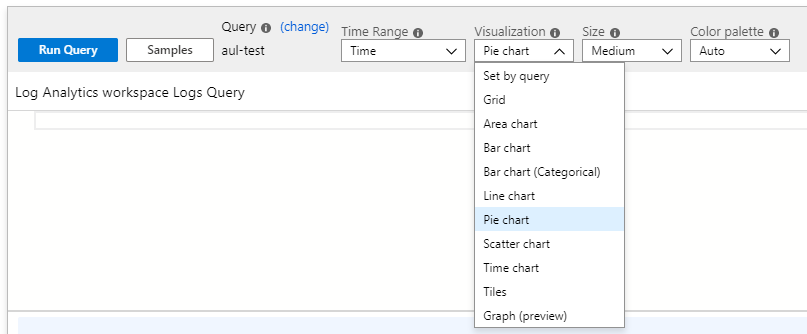 Query (change)
Time Range
Visualization
Size
Color palette
Run Query
Samples
aul-test
Time
Pie chart
Medium
Auto
Set by query
Log Analytics workspace Logs Query
Grid
Area chart
Bar chart
Bar chart (Categorical)
Line chart
Pie chart
Scatter chart
Time chart
Tiles
Graph (preview)